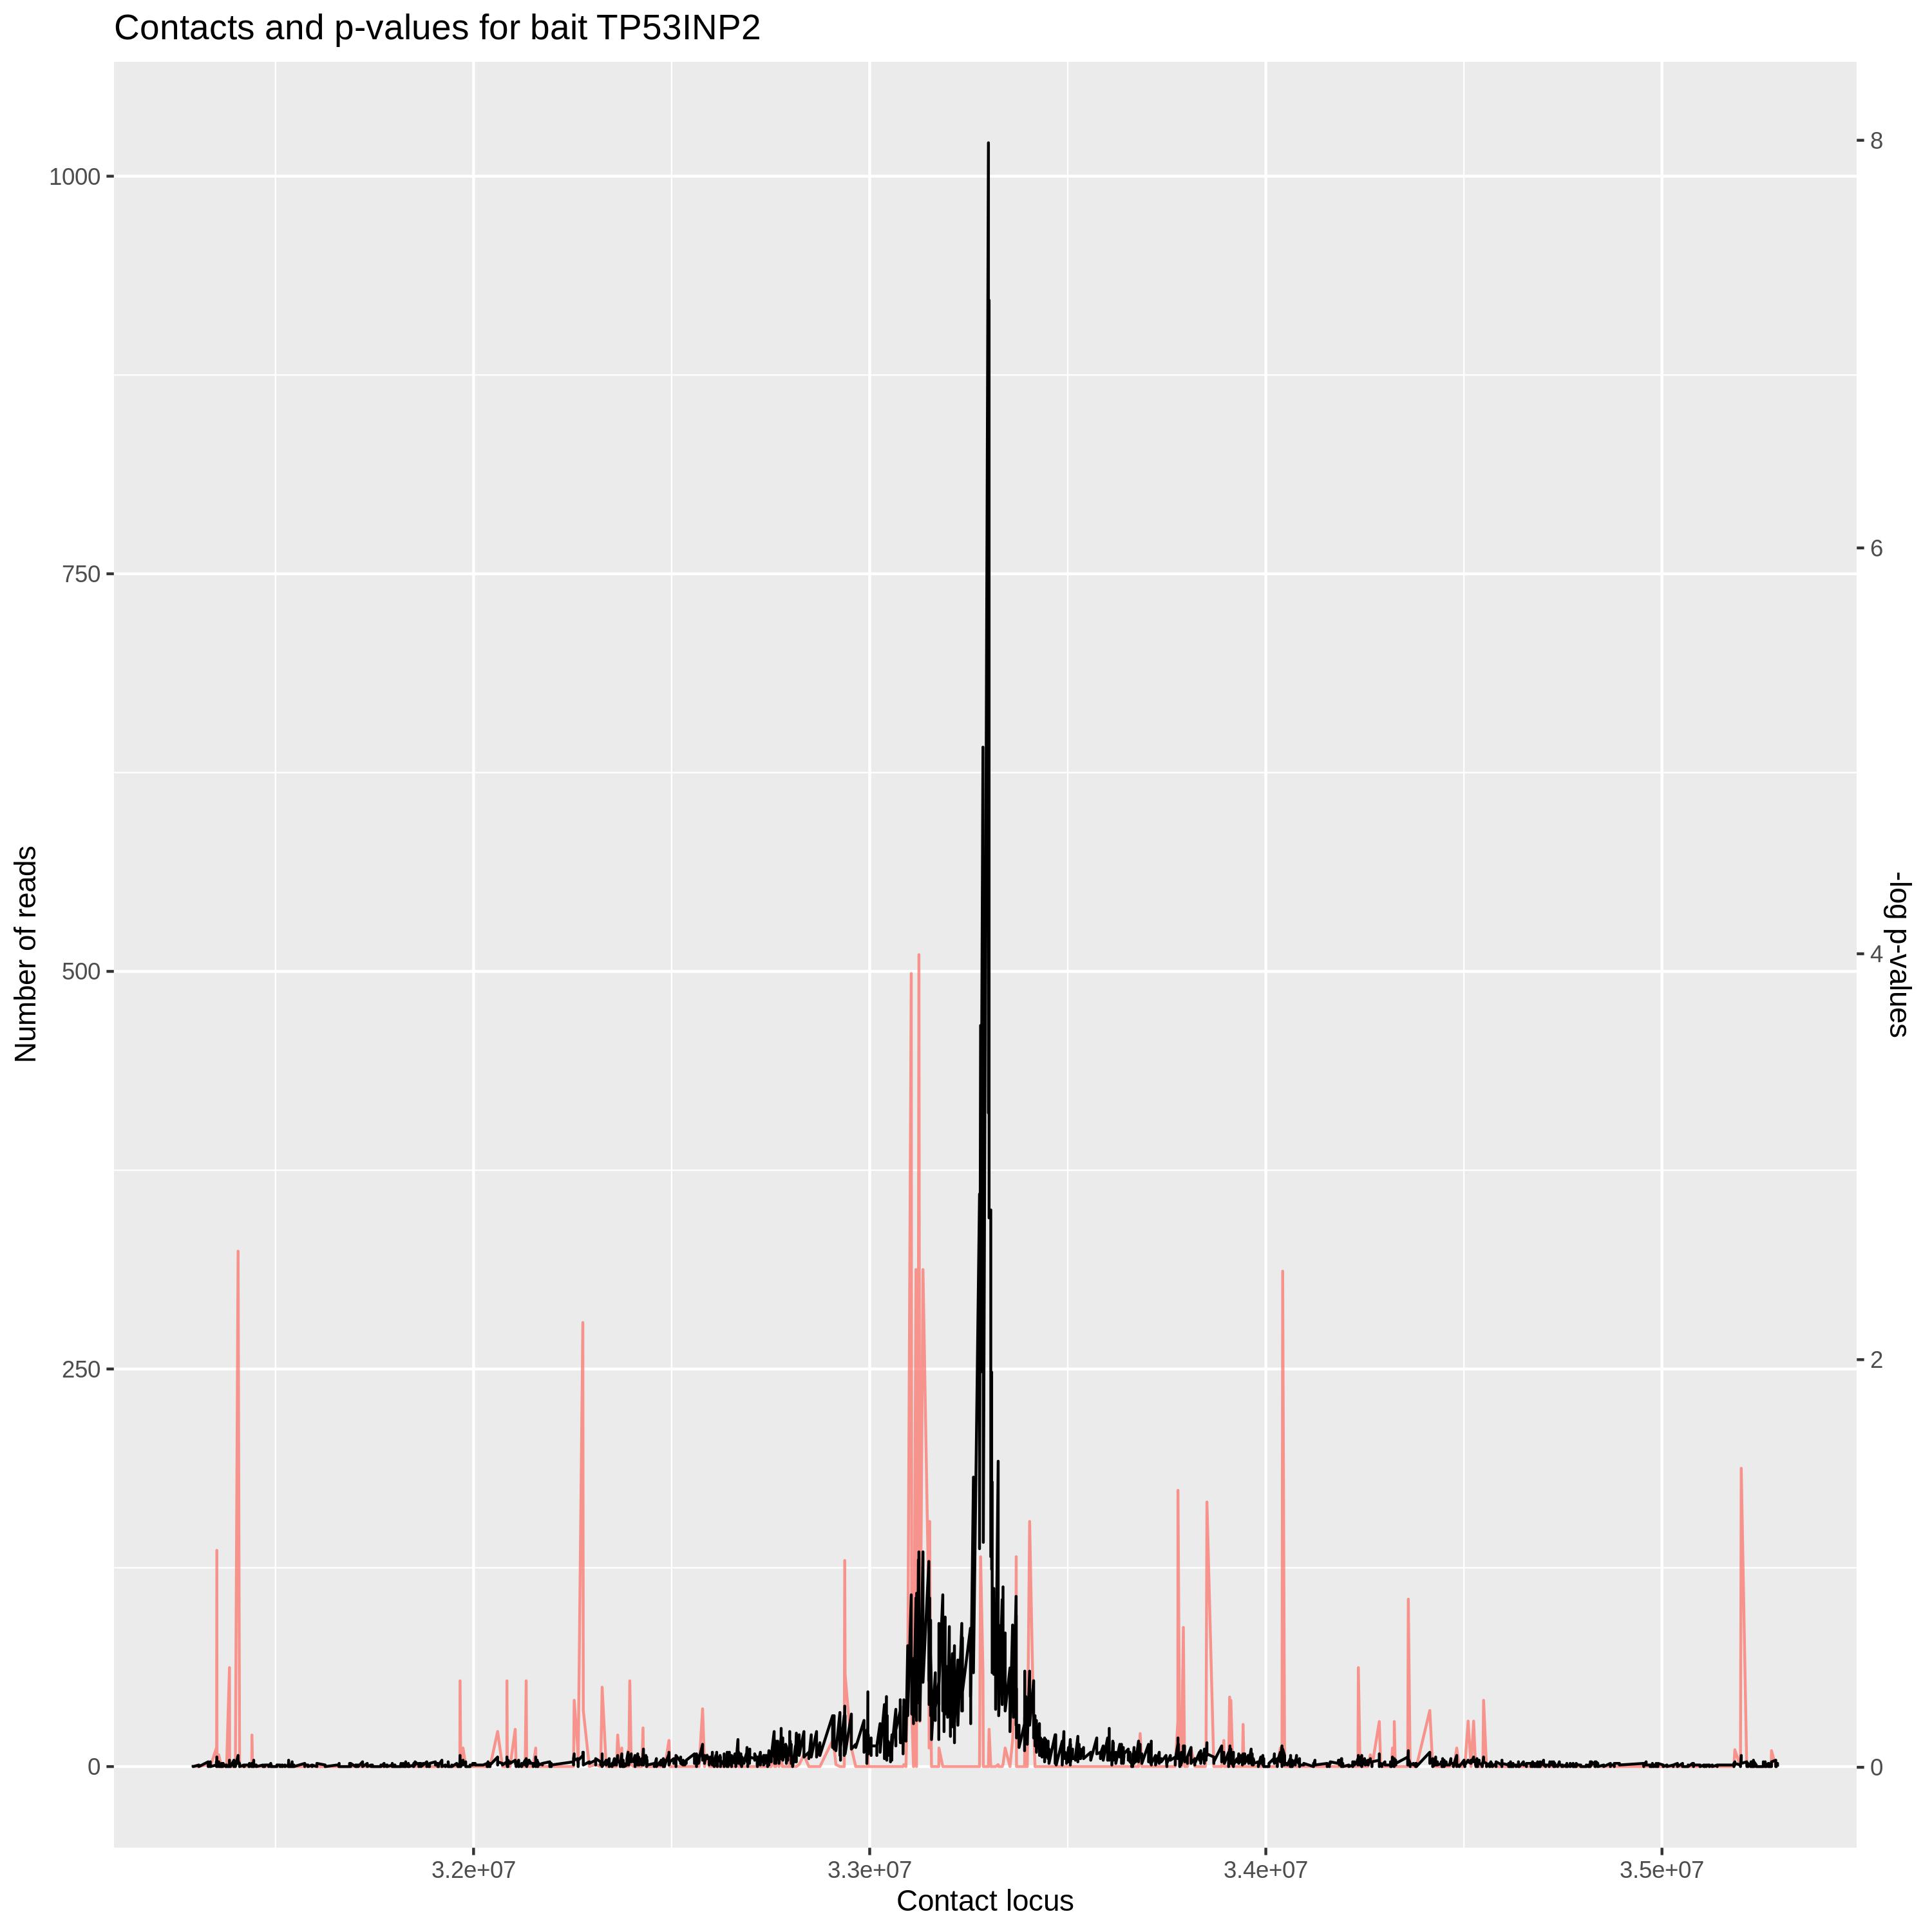 Contacts and p-values for bait TP53INP2
1000
750
500
250
0
Number of reads
8
6
4
2
0
-log p-values
3.2e+07
3.3e+07
3.4e+07
3.5e+07
Contact locus